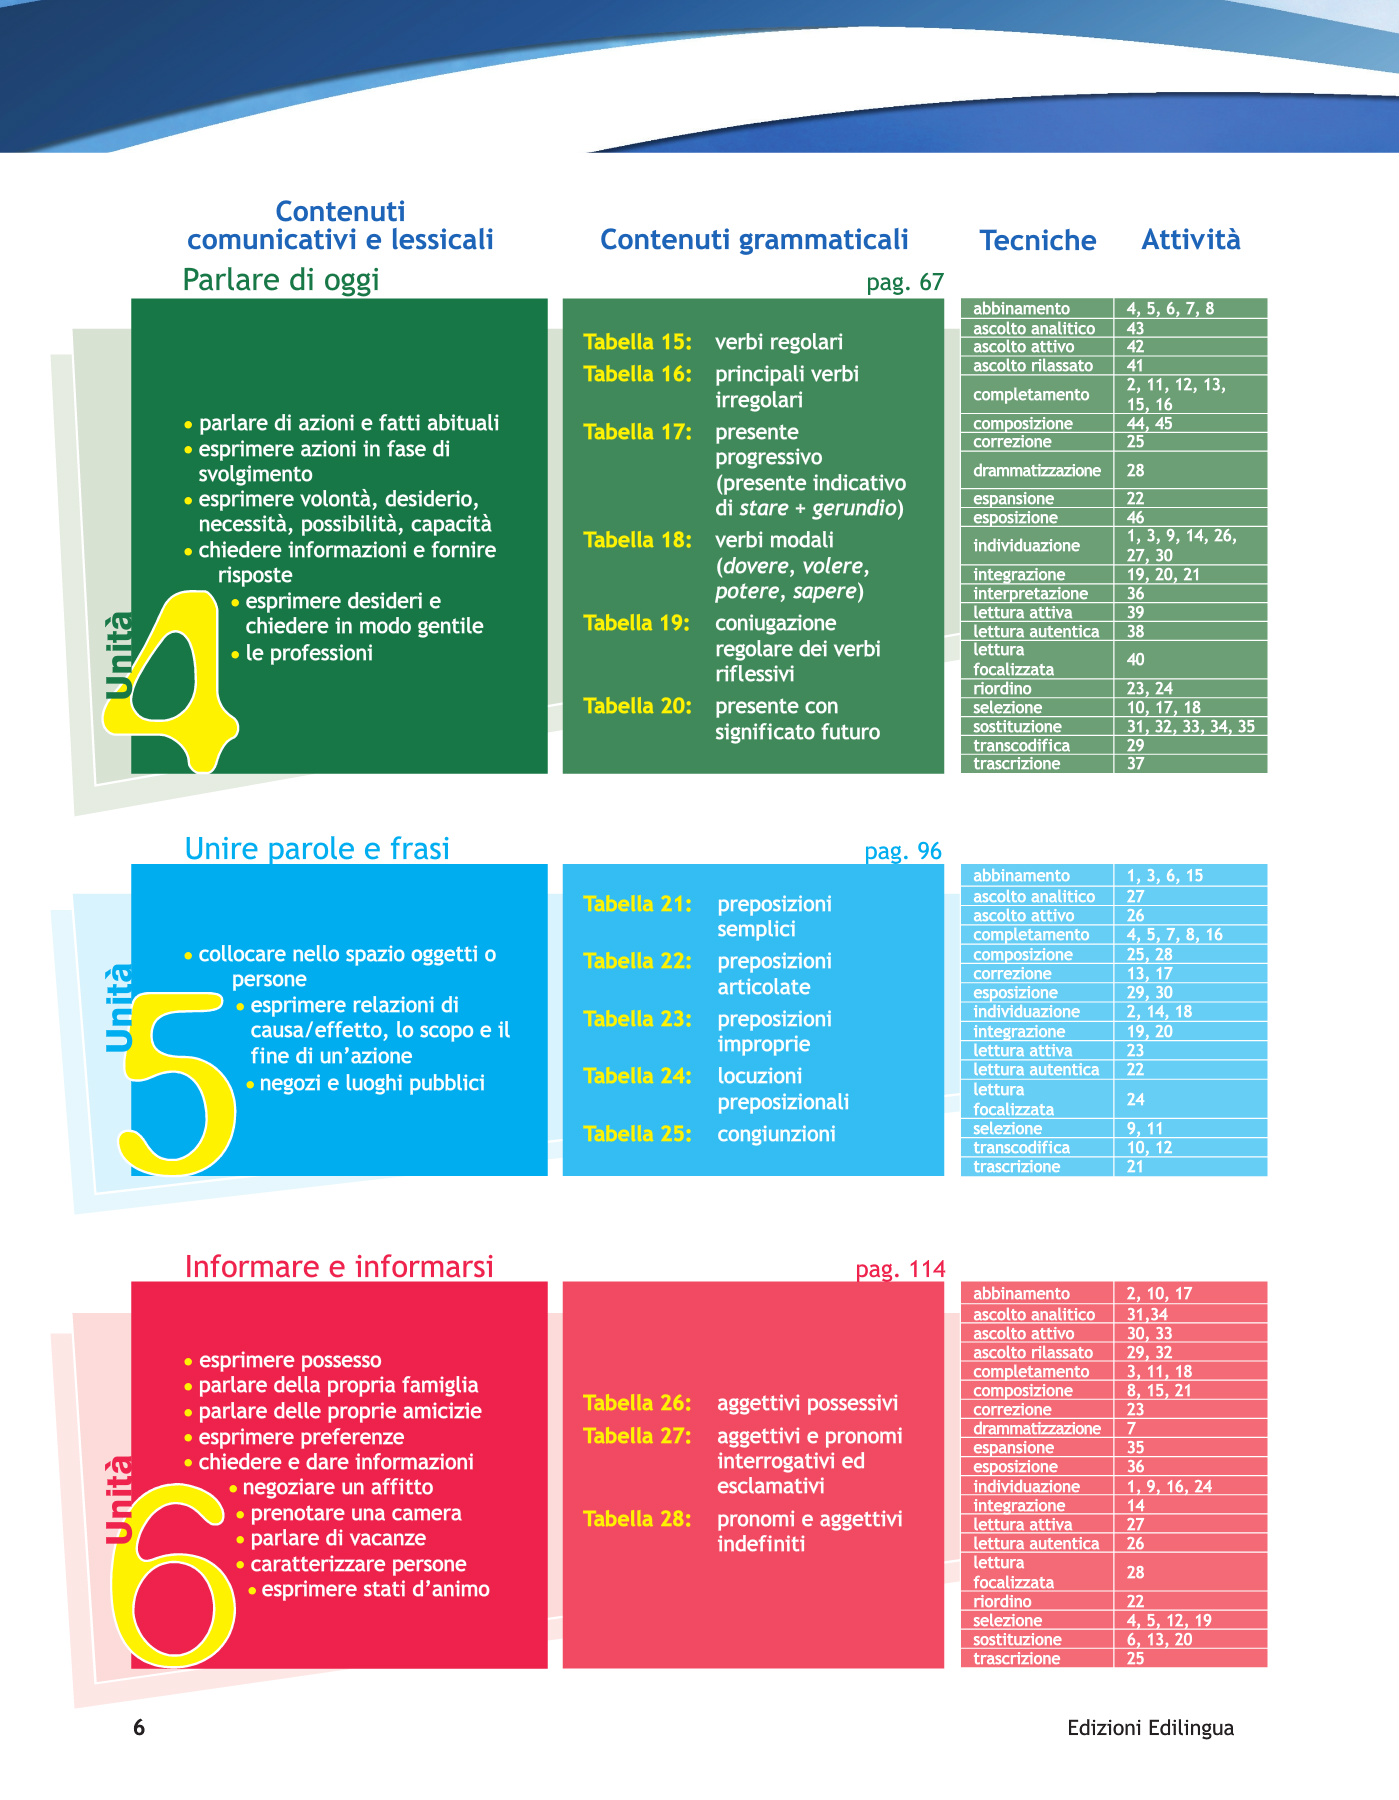 Contenuti
comunicativi e lessicali
Contenuti grammaticali
Tecniche
Attività
Parlare di oggi
pag. 67
Unità
4
• parlare di azioni e fatti abituali
• esprimere azioni in fase di
svolgimento
• esprimere volontà, desiderio,
necessità, possibilità, capacità
• chiedere informazioni e fornire
risposte
• esprimere desideri e
chiedere in modo gentile
• le professioni
Tabella 15: verbi regolari
Tabella 16: principali verbi
irregolari
Tabella 17: presente
progressivo
(presente indicativo
di stare + gerundio)
Tabella 18: verbi modali
(dovere, volere,
potere, sapere)
Tabella 19: coniugazione
regolare dei verbi
riflessivi
Tabella 20: presente con
significato futuro
abbinamento 4, 5, 6, 7, 8
ascolto analitico 43
ascolto attivo 42
ascolto rilassato 41
completamento 2, 11, 12, 13,
15, 16
composizione 44, 45
correzione 25
drammatizzazione 28
espansione 22
esposizione 46
individuazione 1, 3, 9, 14, 26,
27, 30
integrazione 19, 20, 21
interpretazione 36
lettura attiva 39
lettura autentica 38
lettura
focalizzata 40
riordino 23, 24
selezione 10, 17, 18
sostituzione 31, 32, 33, 34, 35
transcodifica 29
trascrizione 37
Unire parole e frasi
pag. 96
Unità
5
• collocare nello spazio oggetti o
persone
• esprimere relazioni di
causa/effetto, lo scopo e il
fine di un'azione
• negozi e luoghi pubblici
Tabella 21: preposizioni
semplici
Tabella 22: preposizioni
articolate
Tabella 23: preposizioni
improprie
Tabella 24: locuzioni
preposizionali
Tabella 25: congiunzioni
abbinamento 1, 3, 6, 15
ascolto analitico 27
ascolto attivo 26
completamento 4, 5, 7, 8, 16
composizione 25, 28
correzione 13, 17
esposizione 29, 30
individuazione 2, 14, 18
integrazione 19, 20
lettura attiva 23
lettura autentica 22
lettura
focalizzata 24
selezione 9, 11
transcodifica 10, 12
trascrizione 21
Informare e informarsi
pag. 114
Unità
6
• esprimere possesso
• parlare della propria famiglia
• parlare delle proprie amicizie
• esprimere preferenze
• chiedere e dare informazioni
• negoziare un affitto
• prenotare una camera
• parlare di vacanze
• caratterizzare persone
• esprimere stati d'animo
Tabella 26: aggettivi possessivi
Tabella 27: aggettivi e pronomi
interrogativi ed
esclamativi
Tabella 28: pronomi e aggettivi
indefiniti
abbinamento 2, 10, 17
ascolto analitico 31,34
ascolto attivo 30, 33
ascolto rilassato 29, 32
completamento 3, 11, 18
composizione 8, 15, 21
correzione 23
drammatizzazione 7
espansione 35
esposizione 36
individuazione 1, 9, 16, 24
integrazione 14
lettura attiva 27
lettura autentica 26
lettura
focalizzata 28
riordino 22
selezione 4, 5, 12, 19
sostituzione 6, 13, 20
trascrizione 25
6
Edizioni Edilingua